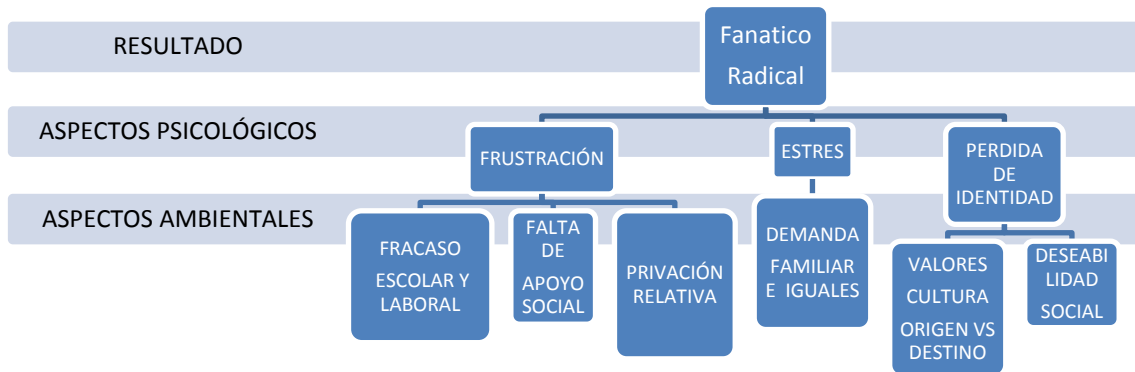 RESULTADO
Fanatico
Radical
ASPECTOS PSICOLÓGICOS
FRUSTRACIÓN
ESTRES
PERDIDA
DE
IDENTIDAD
ASPECTOS AMBIENTALES
FRACASO
ESCOLAR Y
LABORAL
FALTA
DE
APOYO
SOCIAL
PRIVACIÓN
RELATIVA
DEMANDA
FAMILIAR
E IGUALES
VALORES
CULTURA
ORIGEN VS
DESTINO
DESEABI
LIDAD
SOCIAL